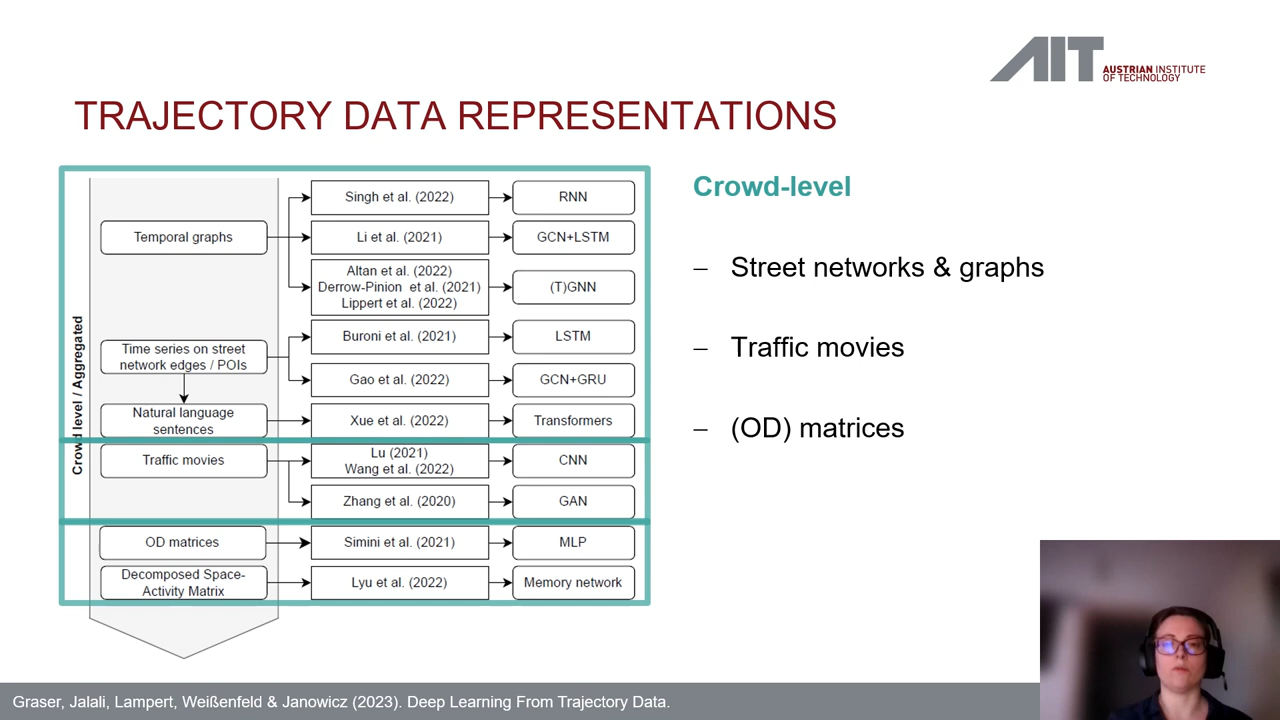 AIT AUSTRIAN INSTITUTE
OF TECHNOLOGY
TRAJECTORY DATA REPRESENTATIONS
Crowd level / Aggregated
Temporal graphs
Singh et al. (2022)
RNN
Li et al. (2021)
GCN+LSTM
Altan et al. (2022)
Derrow-Pinion et al. (2021)
Lippert et al. (2022)
(T)GNN
Time series on street
network edges / POIs
Buroni et al. (2021)
LSTM
Gao et al. (2022)
GCN+GRU
Natural language
sentences
Xue et al. (2022)
Transformers
Traffic movies
Lu (2021)
Wang et al. (2022)
CNN
Zhang et al. (2020)
GAN
OD matrices
Simini et al. (2021)
MLP
Decomposed Space-
Activity Matrix
Lyu et al. (2022)
Memory network
Crowd-level
– Street networks & graphs
– Traffic movies
– (OD) matrices
Graser, Jalali, Lampert, Weißenfeld & Janowicz (2023). Deep Learning From Trajectory Data.